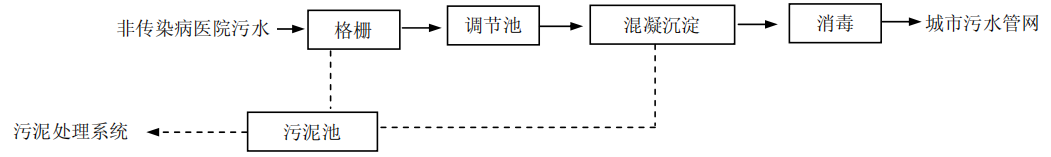 非传染病医院污水
格栅
调节池
混凝沉淀
消毒
城市污水管网
污泥处理系统
污泥池